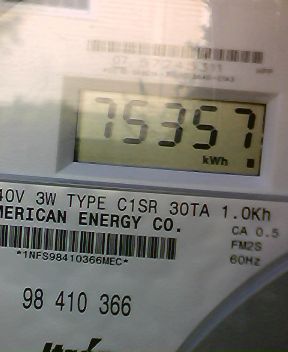 75357
kWh
40V 3W TYPE C1SR 30TA 1.0Kh
MERICAN ENERGY CO.
CA 0.5
FM2S
60Hz
*1NFS98410366MEC*
98 410 366
Itron